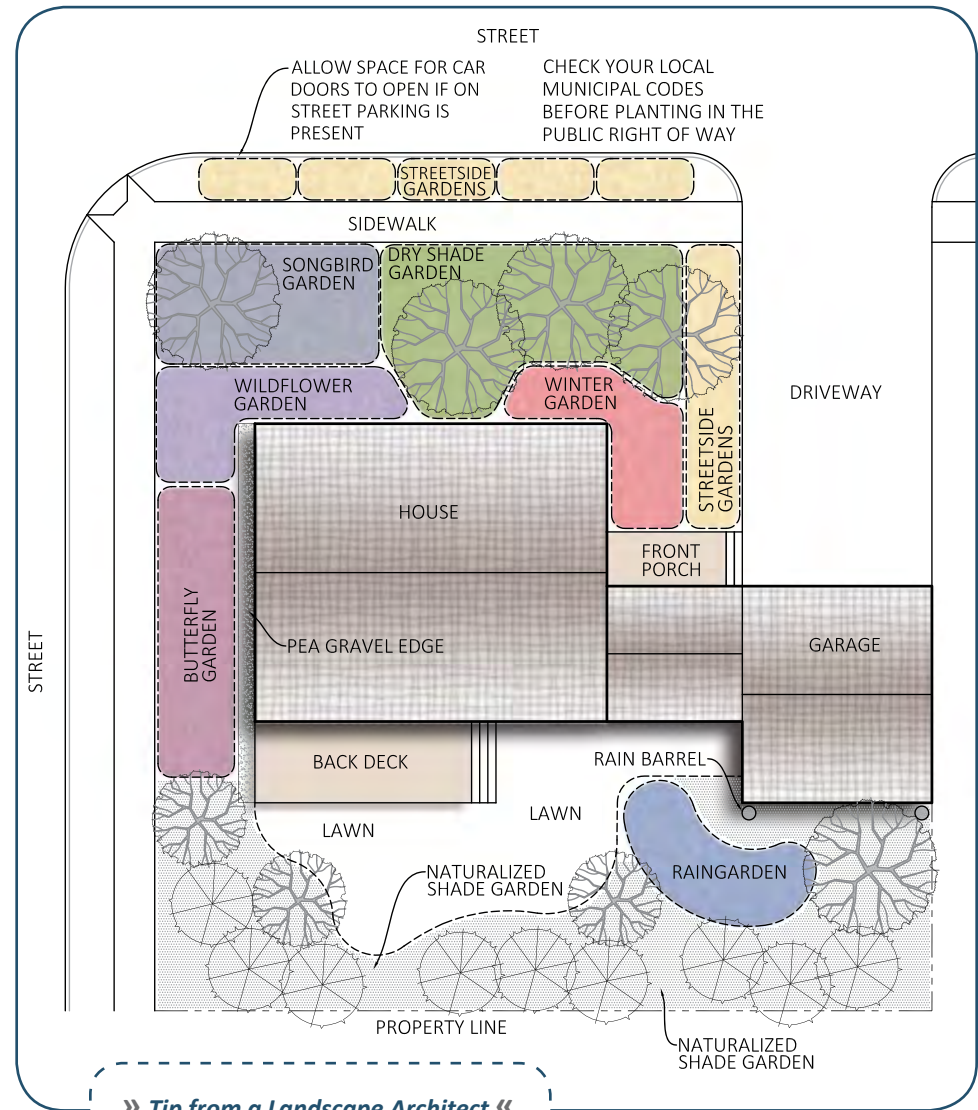 STREET
ALLOW SPACE FOR CAR
DOORS TO OPEN IF ON
STREET PARKING IS
PRESENT
CHECK YOUR LOCAL
MUNICIPAL CODES
BEFORE PLANTING IN THE
PUBLIC RIGHT OF WAY
STREETSIDE
GARDENS
SIDEWALK
SONGBIRD
GARDEN
DRY SHADE
GARDEN
WILDFLOWER
GARDEN
WINTER
GARDEN
DRIVEWAY
STREETSIDE
GARDENS
HOUSE
FRONT
PORCH
BUTTERFLY
GARDEN
PEA GRAVEL EDGE
GARAGE
STREET
BACK DECK
RAIN BARREL
LAWN
LAWN
NATURALIZED
SHADE GARDEN
RAINGARDEN
PROPERTY LINE
NATURALIZED
SHADE GARDEN
» Tip from a Landscape Architect «